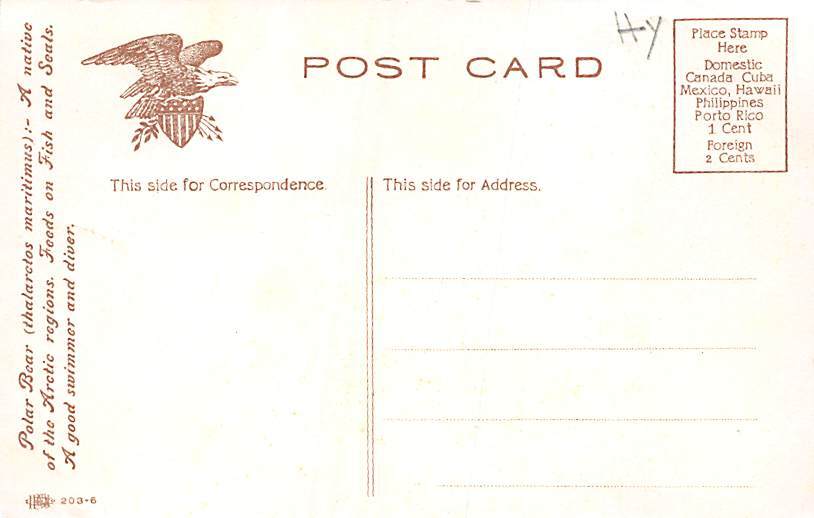 POST CARD
H-y
Place Stamp
Here
Domestic
Canada Cuba
Mexico, Hawaii
Philippines
Porto Rico
1 Cent
Foreign
2 Cents
This side for Correspondence.
This side for Address.
Polar Bear (thalarctos maritimus):- A native
of the Arctic regions. Feeds on Fish and Seals.
A good swimmer and diver.
203-6